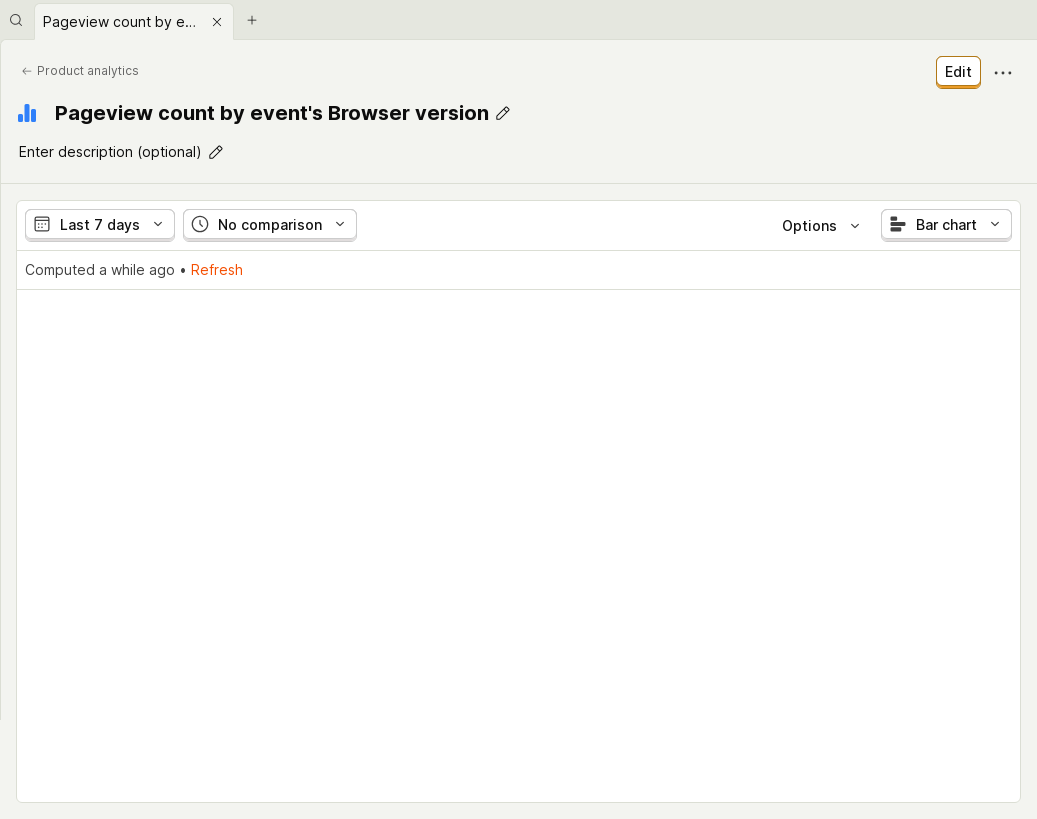 Pageview count by e...
Product analytics
Edit
Pageview count by event's Browser version
Enter description (optional)
Last 7 days
No comparison
Options
Bar chart
Computed a while ago • Refresh